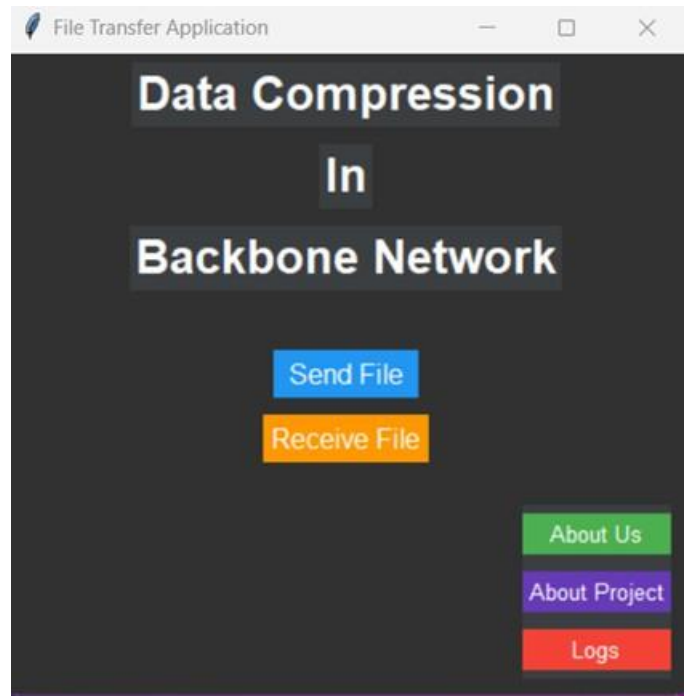 File Transfer Application
Data Compression
In
Backbone Network
Send File
Receive File
About Us
About Project
Logs